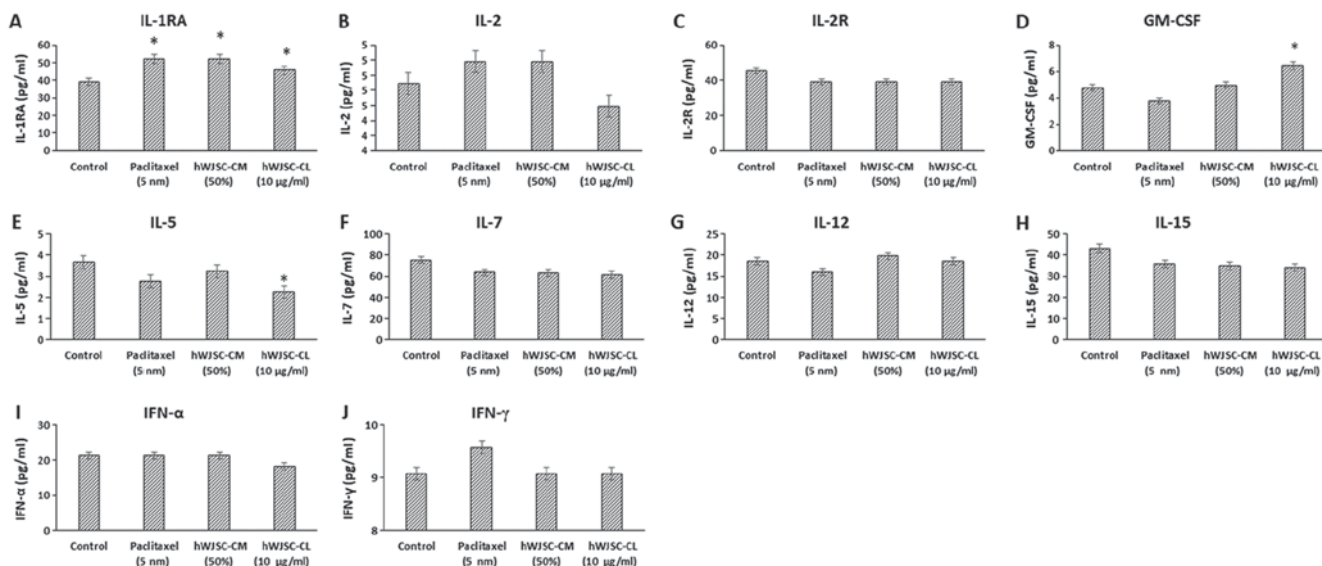 A IL-1RA
IL-1RA (pg/ml)
60
50
40
30
20
10
0
* * *
Control Paclitaxel hWJSC-CM hWJSC-CL
(5 nm) (50%) (10 µg/ml)
B IL-2
IL-2 (pg/ml)
5
5
5
5
5
4
4
4
Control Paclitaxel hWJSC-CM hWJSC-CL
(5 nm) (50%) (10 µg/ml)
C IL-2R
IL-2R (pg/ml)
60
40
20
0
Control Paclitaxel hWJSC-CM hWJSC-CL
(5 nm) (50%) (10 µg/ml)
D GM-CSF
GM-CSF (pg/ml)
8
6
4
2
0
*
Control Paclitaxel hWJSC-CM hWJSC-CL
(5 nm) (50%) (10 µg/ml)
E IL-5
IL-5 (pg/ml)
5
4
3
2
1
0
*
Control Paclitaxel hWJSC-CM hWJSC-CL
(5 nm) (50%) (10 µg/ml)
F IL-7
IL-7 (pg/ml)
100
80
60
40
20
0
Control Paclitaxel hWJSC-CM hWJSC-CL
(5 nm) (50%) (10 µg/ml)
G IL-12
IL-12 (pg/ml)
25
20
15
10
5
0
Control Paclitaxel hWJSC-CM hWJSC-CL
(5 nm) (50%) (10 µg/ml)
H IL-15
IL-15 (pg/ml)
50
40
30
20
10
0
Control Paclitaxel hWJSC-CM hWJSC-CL
(5 nm) (50%) (10 µg/ml)
I IFN-α
IFN-α (pg/ml)
30
20
10
0
Control Paclitaxel hWJSC-CM hWJSC-CL
(5 nm) (50%) (10 µg/ml)
J IFN-γ
IFN-γ (pg/ml)
10
9
8
Control Paclitaxel hWJSC-CM hWJSC-CL
(5 nm) (50%) (10 µg/ml)